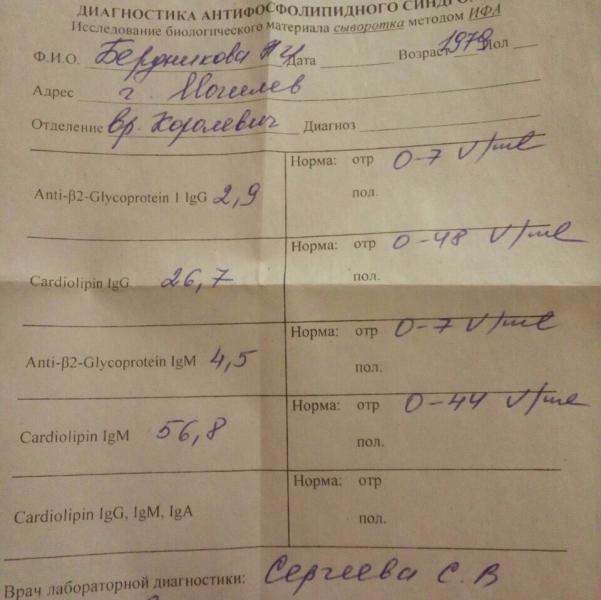 ДИАГНОСТИКА АНТИФОСФОЛИПИДНОГО СИНДРО
Исследование биологического материала сыворотка методом ИФА
Ф.И.О. Бердникова Дата Возраст 1979 Пол
Адрес г. Могилев
Отделение Вр. Королевич Диагноз
Anti-β2-Glycoprotein 1 IgG 2,9 Норма: отр 0-7 U/ml
пол.
Норма: отр 0-48 U/ml
Cardiolipin IgG 26,7 пол.
Норма: отр 0-7 U/ml
Anti-β2-Glycoprotein IgM 4,5 пол.
Норма: отр 0-44 U/ml
Cardiolipin IgM 56,8 пол.
Норма: отр
Cardiolipin IgG, IgM, IgA пол.
Врач лабораторной диагностики: Сергеева С. В